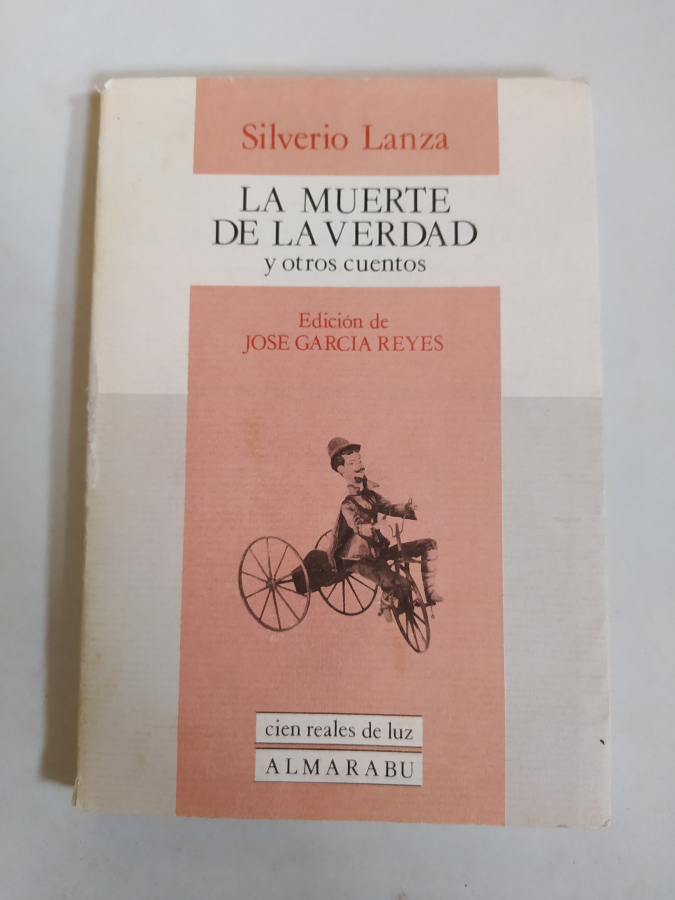 Silverio Lanza
LA MUERTE
DE LA VERDAD
y otros cuentos
Edición de
JOSE GARCIA REYES
cien reales de luz
ALMARABU